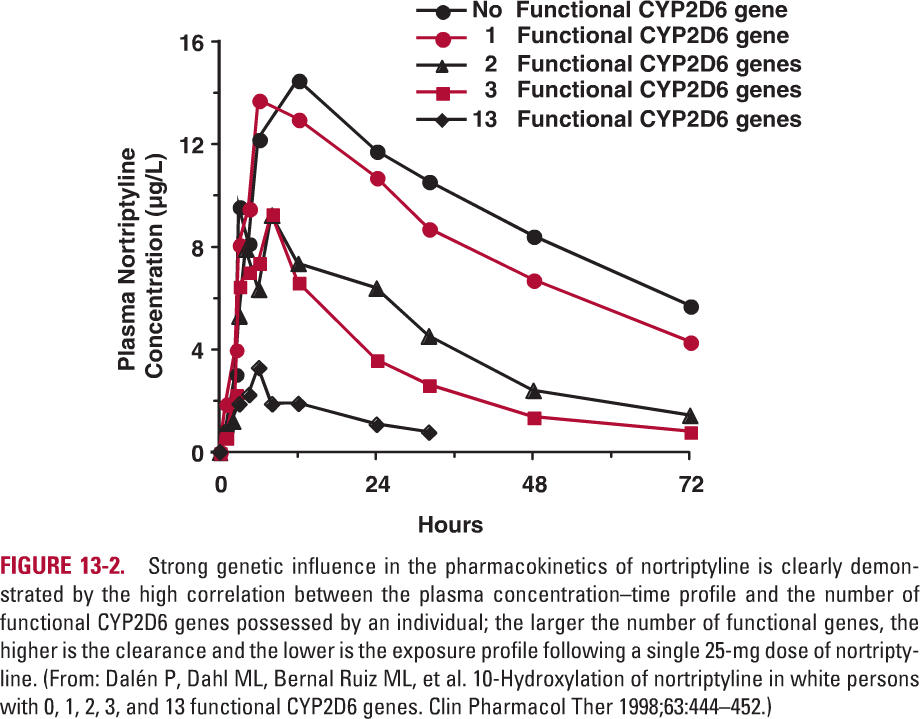 No Functional CYP2D6 gene
1 Functional CYP2D6 gene
2 Functional CYP2D6 genes
3 Functional CYP2D6 genes
13 Functional CYP2D6 genes
16
12
8
4
0
Plasma Nortriptyline
Concentration (µg/L)
0 24 48 72
Hours
FIGURE 13-2. Strong genetic influence in the pharmacokinetics of nortriptyline is clearly demon-
strated by the high correlation between the plasma concentration–time profile and the number of
functional CYP2D6 genes possessed by an individual; the larger the number of functional genes, the
higher is the clearance and the lower is the exposure profile following a single 25-mg dose of nortripty-
line. (From: Dalén P, Dahl ML, Bernal Ruiz ML, et al. 10-Hydroxylation of nortriptyline in white persons
with 0, 1, 2, 3, and 13 functional CYP2D6 genes. Clin Pharmacol Ther 1998;63:444–452.)